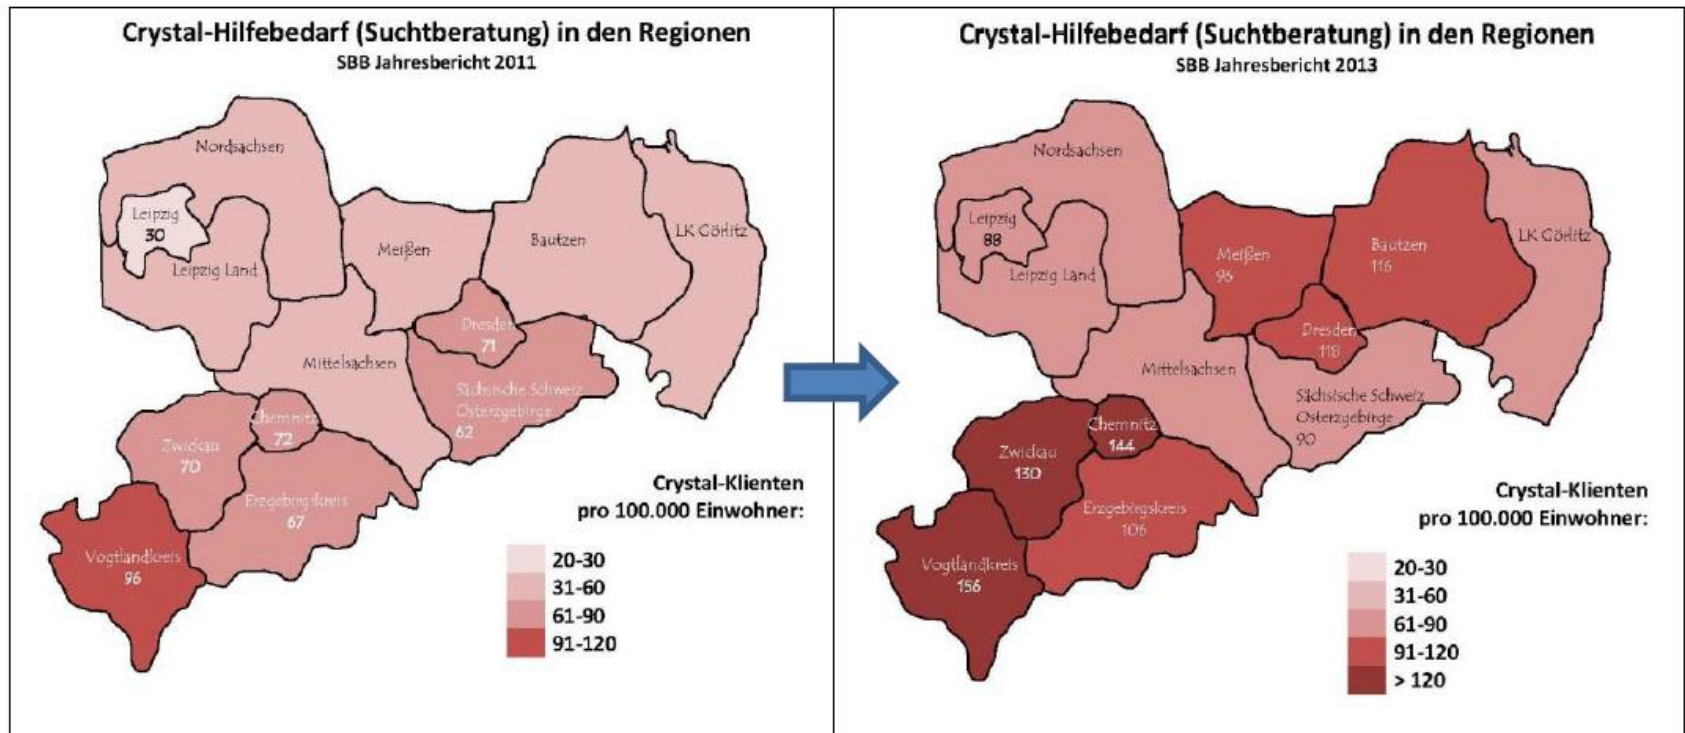 Crystal-Hilfebedarf (Suchtberatung) in den Regionen
SBB Jahresbericht 2011
Nordsachsen
Leipzig
30
Leipzig Land
Meißen
Bautzen
LK Görlitz
Dresden
71
Mittelsachsen
Sächsische Schweiz
Osterzgebirge
62
Chemnitz
72
Zwickau
70
Erzgebirgskreis
67
Vogtlandkreis
96
Crystal-Klienten
pro 100.000 Einwohner:
20-30
31-60
61-90
91-120
Crystal-Hilfebedarf (Suchtberatung) in den Regionen
SBB Jahresbericht 2013
Nordsachsen
Leipzig
88
Leipzig Land
Meißen
96
Bautzen
116
LK Görlitz
Dresden
118
Mittelsachsen
Sächsische Schweiz
Osterzgebirge
90
Chemnitz
144
Zwickau
130
Erzgebirgskreis
106
Vogtlandkreis
156
Crystal-Klienten
pro 100.000 Einwohner:
20-30
31-60
61-90
91-120
> 120